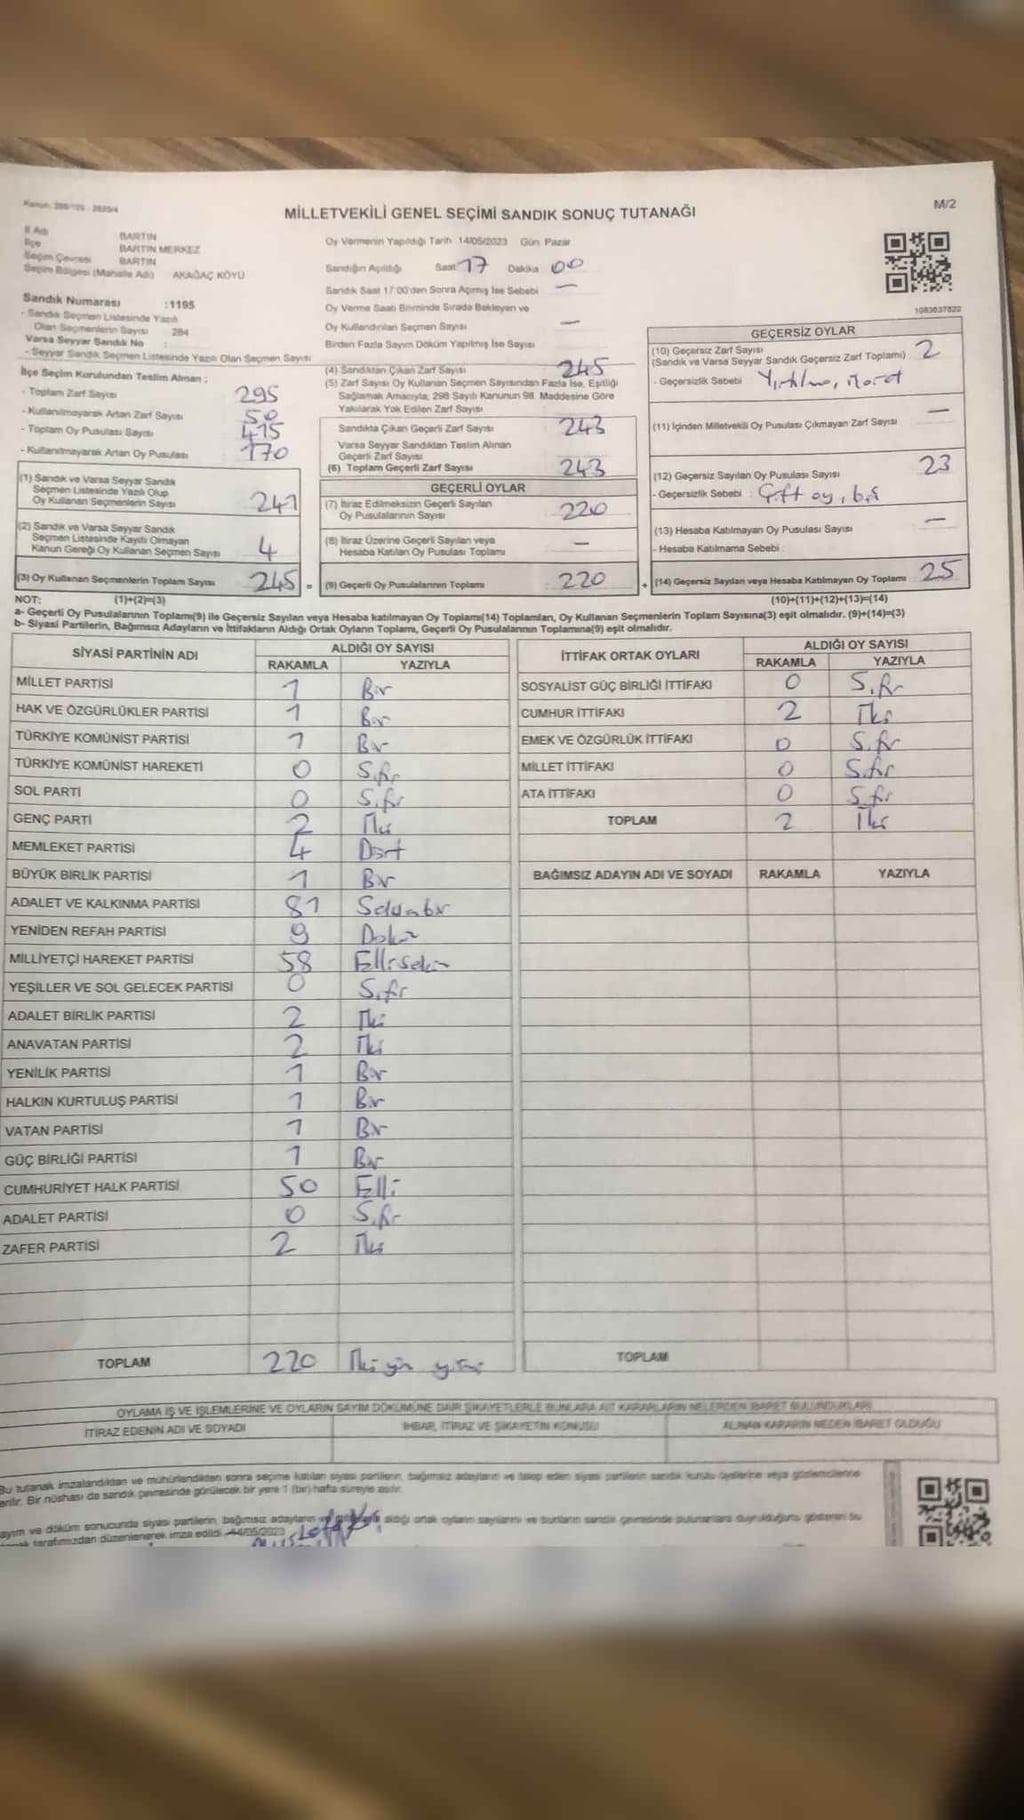 MİLLETVEKİLİ GENEL SEÇİMİ SANDIK SONUÇ TUTANAĞI
M/2
İl Adı BARTIN
İlçe BARTIN MERKEZ
Seçim Çevresi BARTIN
Seçim Bölgesi (Mahalle Adı) AKAĞAÇ KÖYÜ
Sandık Numarası :1195
- Sandık Seçmen Listesinde Yazılı
Olan Seçmenlerin Sayısı 284
Varsa Seyyar Sandık No :
- Seyyar Sandık Seçmen Listesinde Yazılı Olan Seçmen Sayısı
İlçe Seçim Kurulundan Teslim Alınan ;
- Toplam Zarf Sayısı 295
- Kullanılmayarak Artan Zarf Sayısı 50
- Toplam Oy Pusulası Sayısı 415
- Kullanılmayarak Artan Oy Pusulası 170
(1) Sandık ve Varsa Seyyar Sandık
Seçmen Listesinde Yazılı Olup
Oy Kullanan Seçmenlerin Sayısı 241
(2) Sandık ve Varsa Seyyar Sandık
Seçmen Listesinde Kayıtlı Olmayan
Kanun Gereği Oy Kullanan Seçmen Sayısı 4
(3) Oy Kullanan Seçmenlerin Toplam Sayısı 245 =
Oy Vermenin Yapıldığı Tarih 14/05/2023 Gün Pazar
Sandığın Açıldığı Saat 17 Dakika 00
Sandık Saat 17:00'den Sonra Açılmış İse Sebebi —
Oy Verme Saati Bitiminde Sırada Bekleyen ve
Oy Kullandırılan Seçmen Sayısı —
Birden Fazla Sayım Döküm Yapılmış İse Sayısı
(4) Sandıktan Çıkan Zarf Sayısı 245
(5) Zarf Sayısı Oy Kullanan Seçmen Sayısından Fazla İse, Eşitliği
Sağlamak Amacıyla, 298 Sayılı Kanunun 98. Maddesine Göre
Yakılarak Yok Edilen Zarf Sayısı
Sandıkta Çıkan Geçerli Zarf Sayısı 243
Varsa Seyyar Sandıktan Teslim Alınan
Geçerli Zarf Sayısı
(6) Toplam Geçerli Zarf Sayısı 243
GEÇERLİ OYLAR
(7) İtiraz Edilmeksizin Geçerli Sayılan
Oy Pusulalarının Sayısı 220
(8) İtiraz Üzerine Geçerli Sayılan veya
Hesaba Katılan Oy Pusulası Toplamı —
(9) Geçerli Oy Pusulalarının Toplamı 220 +
1083637822
GEÇERSİZ OYLAR
(10) Geçersiz Zarf Sayısı
(Sandık ve Varsa Seyyar Sandık Geçersiz Zarf Toplamı) 2
- Geçersizlik Sebebi
(11) İçinden Milletvekili Oy Pusulası Çıkmayan Zarf Sayısı —
(12) Geçersiz Sayılan Oy Pusulası Sayısı 23
- Geçersizlik Sebebi : Çift oy, boş
(13) Hesaba Katılmayan Oy Pusulası Sayısı —
- Hesaba Katılmama Sebebi :
(14) Geçersiz Sayılan veya Hesaba Katılmayan Oy Toplamı 25
NOT: (1)+(2)=(3) (10)+(11)+(12)+(13)=(14)
a- Geçerli Oy Pusulalarının Toplamı(9) ile Geçersiz Sayılan veya Hesaba katılmayan Oy Toplamı(14) Toplamları, Oy Kullanan Seçmenlerin Toplam Sayısına(3) eşit olmalıdır. (9)+(14)=(3)
b- Siyasi Partilerin, Bağımsız Adayların ve İttifakların Aldığı Ortak Oyların Toplamı, Geçerli Oy Pusulalarının Toplamına(9) eşit olmalıdır.
SİYASİ PARTİNİN ADI ALDIĞI OY SAYISI
RAKAMLA YAZIYLA
MİLLET PARTİSİ 1 Bir
HAK VE ÖZGÜRLÜKLER PARTİSİ 1 Bir
TÜRKİYE KOMÜNİST PARTİSİ 1 Bir
TÜRKİYE KOMÜNİST HAREKETİ 0 Sıfır
SOL PARTİ 0 Sıfır
GENÇ PARTİ 2 İki
MEMLEKET PARTİSİ 4 Dört
BÜYÜK BİRLİK PARTİSİ 1 Bir
ADALET VE KALKINMA PARTİSİ 81 Seksenbir
YENİDEN REFAH PARTİSİ 9 Dokuz
MİLLİYETÇİ HAREKET PARTİSİ 58 Ellisekiz
YEŞİLLER VE SOL GELECEK PARTİSİ 0 Sıfır
ADALET BİRLİK PARTİSİ 2 İki
ANAVATAN PARTİSİ 2 İki
YENİLİK PARTİSİ 1 Bir
HALKIN KURTULUŞ PARTİSİ 1 Bir
VATAN PARTİSİ 1 Bir
GÜÇ BİRLİĞİ PARTİSİ 1 Bir
CUMHURİYET HALK PARTİSİ 50 Elli
ADALET PARTİSİ 0 Sıfır
ZAFER PARTİSİ 2 İki
TOPLAM 220 İki yüz yirmi
İTTİFAK ORTAK OYLARI ALDIĞI OY SAYISI
RAKAMLA YAZIYLA
SOSYALİST GÜÇ BİRLİĞİ İTTİFAKI 0 Sıfır
CUMHUR İTTİFAKI 2 İki
EMEK VE ÖZGÜRLÜK İTTİFAKI 0 Sıfır
MİLLET İTTİFAKI 0 Sıfır
ATA İTTİFAKI 0 Sıfır
TOPLAM 2 İki
BAĞIMSIZ ADAYIN ADI VE SOYADI RAKAMLA YAZIYLA
TOPLAM
OYLAMA İŞ VE İŞLEMLERİNE VE OYLARIN SAYIM DÖKÜMÜNE DAİR ŞİKAYETLERLE BUNLARA AİT KARARLARIN NELERDEN İBARET BULUNDUKLARI
İTİRAZ EDENİN ADI VE SOYADI İHBAR, İTİRAZ VE ŞİKAYETİN KONUSU ALINAN KARARIN NEDEN İBARET OLDUĞU
Bu tutanak imzalandıktan ve mühürlendikten sonra seçime katılan siyasi partilerin, bağımsız adayların ve talep eden siyasi partilerin sandık kurulu üyelerine veya gözlemcilerine
verilir. Bir nüshası da sandık çevresinde görülecek bir yere 1 (bir) hafta süreyle asılır.
sayım ve döküm sonucunda siyasi partilerin, bağımsız adayların aldığı ortak oyların sayılarını ve bunların sandık çevresinde
tarafımızdan düzenlenerek imza edildi. 14/05/2023